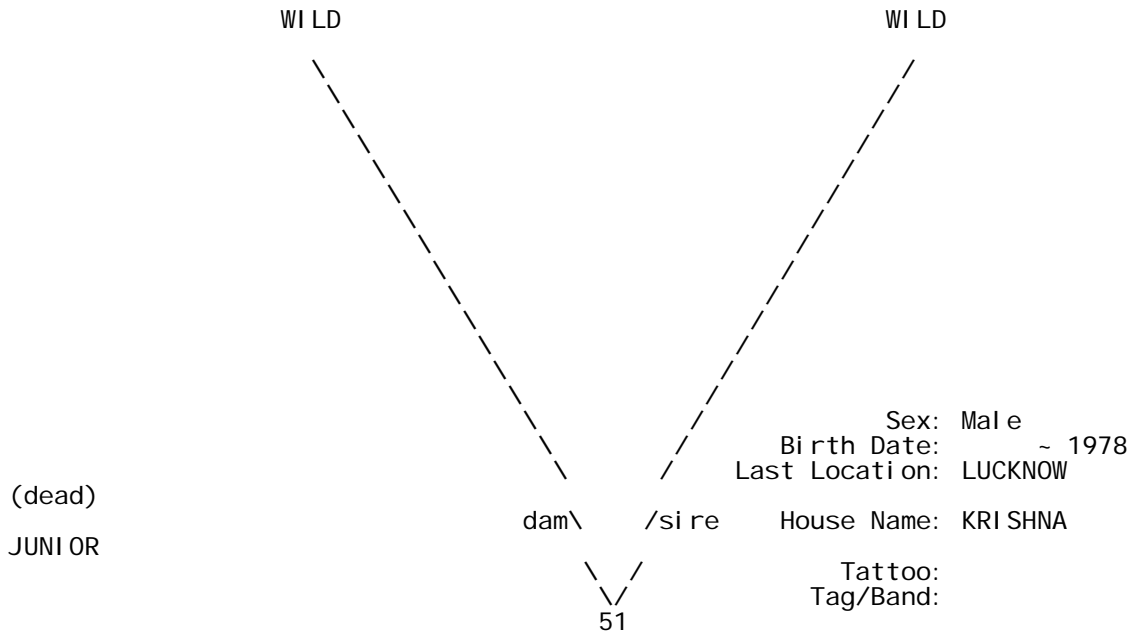 WILD WILD
Sex: Male
Birth Date: ~ 1978
Last Location: LUCKNOW
(dead)
dam\ /sire House Name: KRISHNA
JUNIOR
Tattoo:
Tag/Band:
51